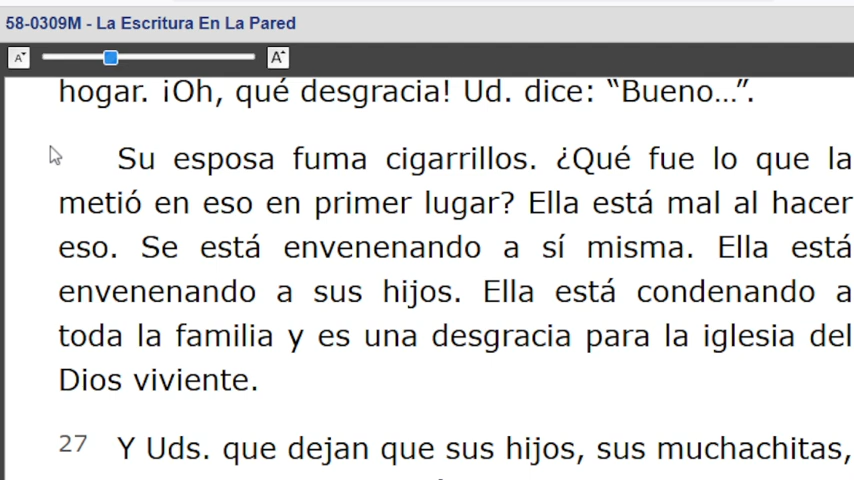 58-0309M - La Escritura En La Pared
A A
hogar. ¡Oh, qué desgracia! Ud. dice: “Bueno…”.
Su esposa fuma cigarrillos. ¿Qué fue lo que la
metió en eso en primer lugar? Ella está mal al hacer
eso. Se está envenenando a sí misma. Ella está
envenenando a sus hijos. Ella está condenando a
toda la familia y es una desgracia para la iglesia del
Dios viviente.
27 Y Uds. que dejan que sus hijos, sus muchachitas,